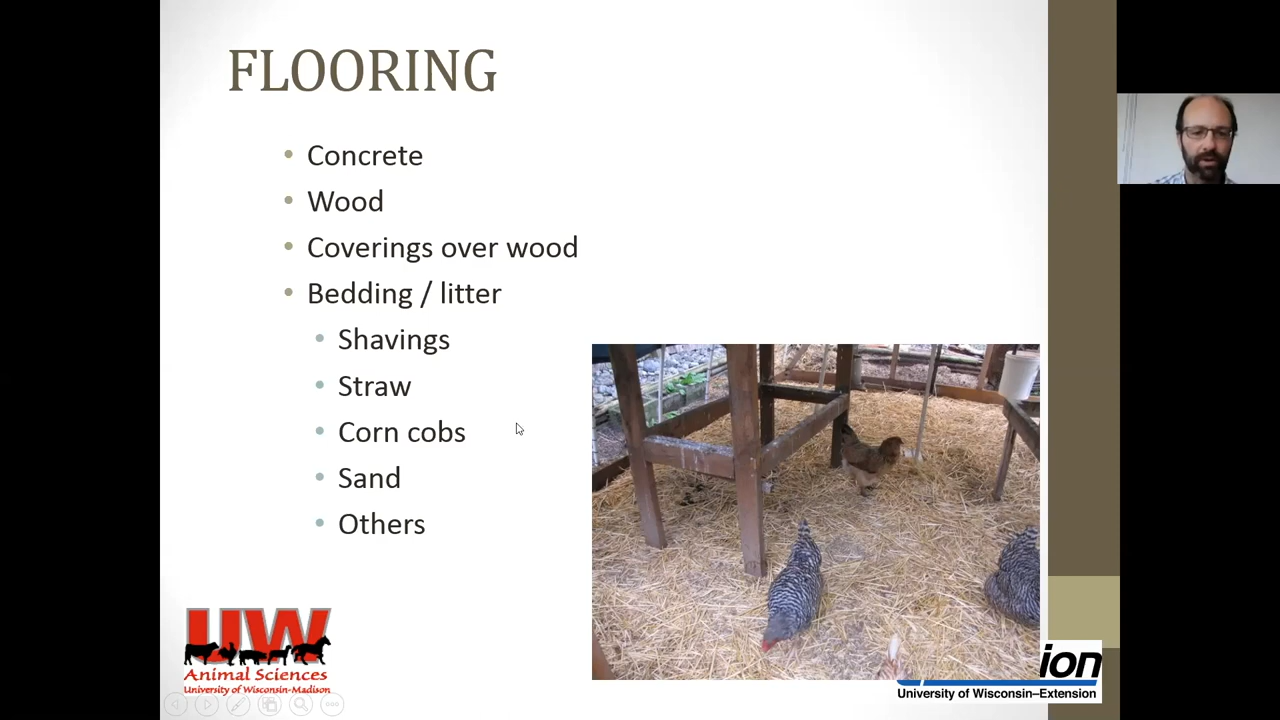 FLOORING
• Concrete
• Wood
• Coverings over wood
• Bedding / litter
• Shavings
• Straw
• Corn cobs
• Sand
• Others
UW
Animal Sciences
University of Wisconsin-Madison
ion
University of Wisconsin–Extension